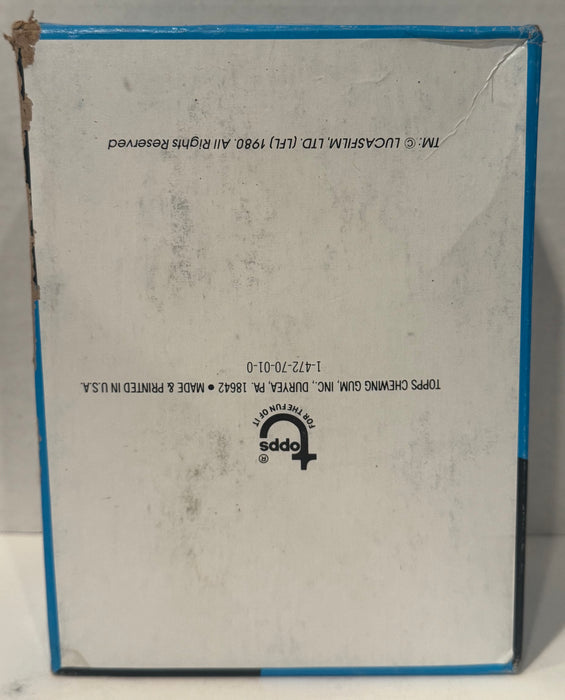 topps®
FOR THE FUN OF IT
TOPPS CHEWING GUM, INC., DURYEA, PA. 18642 ● MADE & PRINTED IN U.S.A.
1-472-70-01-0
TM: © LUCASFILM, LTD. (LFL) 1980. All Rights Reserved